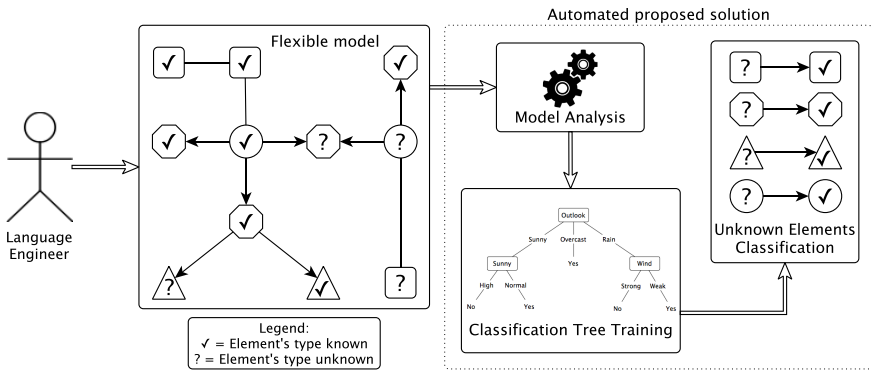 Automated proposed solution
Flexible model
✓ ✓ ✓
✓ ✓ ? ?
✓
? ✓ ?
Language
Engineer
Legend:
✓ = Element's type known
? = Element's type unknown
Model Analysis
Outlook
Sunny Overcast Rain
Sunny Yes Wind
High Normal Strong Weak
No Yes No Yes
Classification Tree Training
? ✓
? ✓
? ✓
? ✓
Unknown Elements
Classification